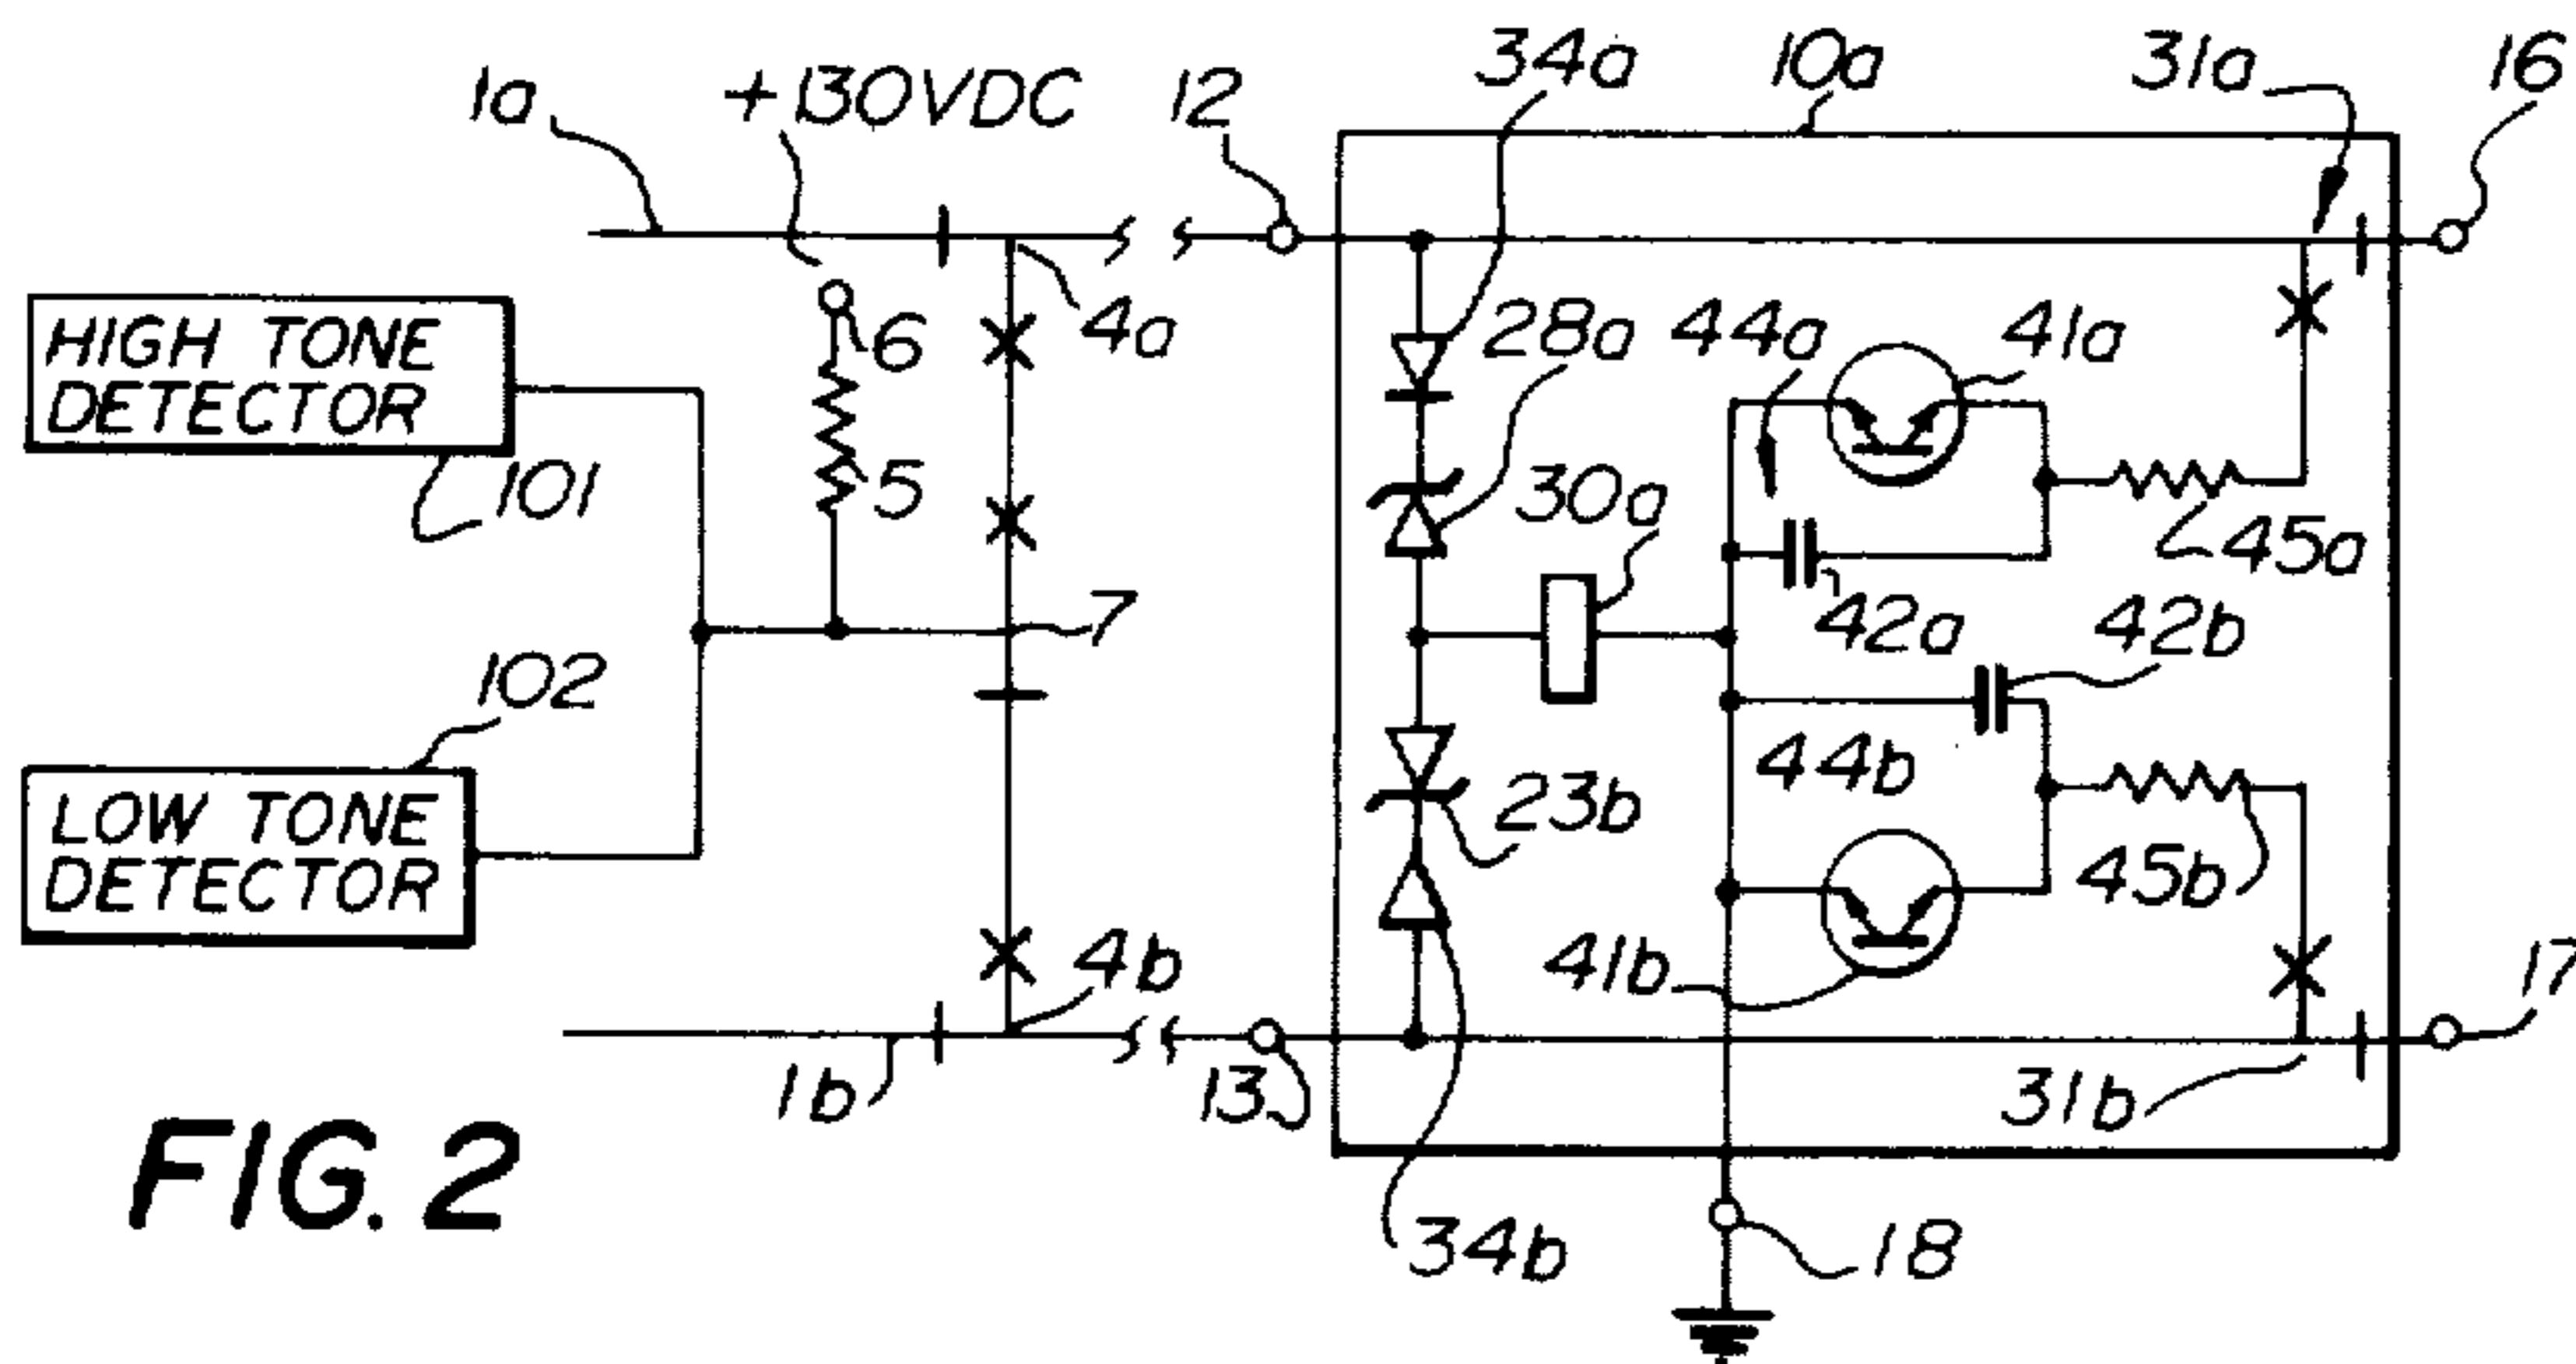 1a
+130VDC
12
34a
10a
31a
16
HIGH TONE
DETECTOR
101
6
5
4a
28a
44a
41a
30a
45a
42a
42b
7
102
LOW TONE
DETECTOR
44b
23b
45b
41b
4b
1b
13
31b
17
34b
18
FIG. 2